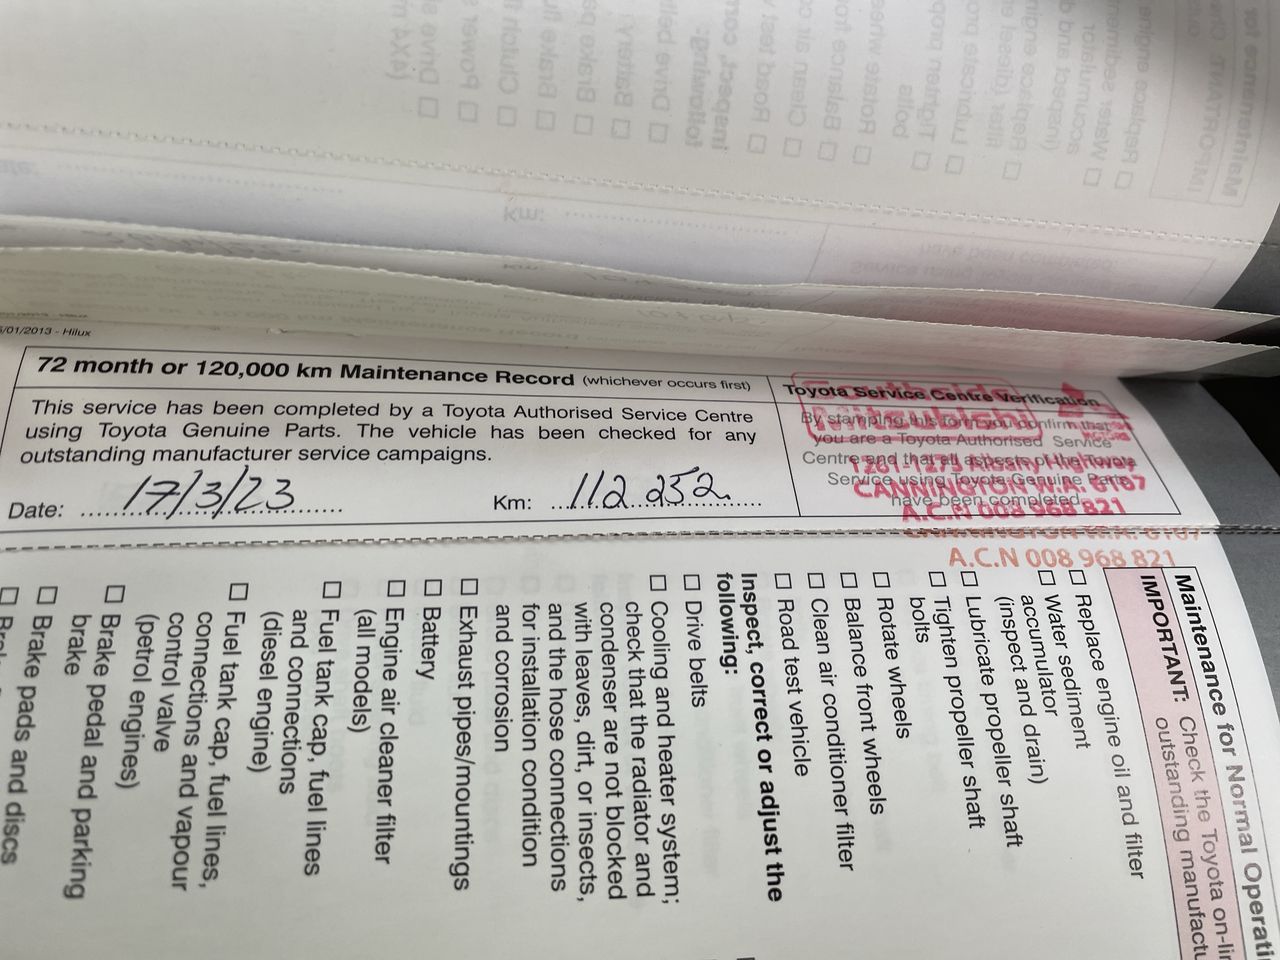 /01/2013 - Hilux
72 month or 120,000 km Maintenance Record (whichever occurs first)
This service has been completed by a Toyota Authorised Service Centre
using Toyota Genuine Parts. The vehicle has been checked for any
outstanding manufacturer service campaigns.
Date: 17/3/23 Km: 112 252
Toyota Service Centre Verification
By stamping this form you confirm that
you are a Toyota Authorised Service
Centre and that all aspects of the Toyota
Service using Toyota Genuine Parts
have been completed.
Southside
Mitsubishi
1261-1273 Albany Highway
CANNINGTON W.A. 6107
A.C.N 008 968 821
CANNINGTON W.A. 6107
A.C.N 008 968 821
Maintenance for Normal Operati
IMPORTANT: Check the Toyota on-lin
outstanding manufactu
Replace engine oil and filter
Water sediment
accumulator
(inspect and drain)
Lubricate propeller shaft
Tighten propeller shaft
bolts
Rotate wheels
Balance front wheels
Clean air conditioner filter
Road test vehicle
Inspect, correct or adjust the
following:
Drive belts
Cooling and heater system;
check that the radiator and
condenser are not blocked
with leaves, dirt, or insects,
and the hose connections
for installation condition
and corrosion
Exhaust pipes/mountings
Battery
Engine air cleaner filter
(all models)
Fuel tank cap, fuel lines
and connections
(diesel engine)
Fuel tank cap, fuel lines,
connections and vapour
control valve
(petrol engines)
Brake pedal and parking
brake
Brake pads and discs